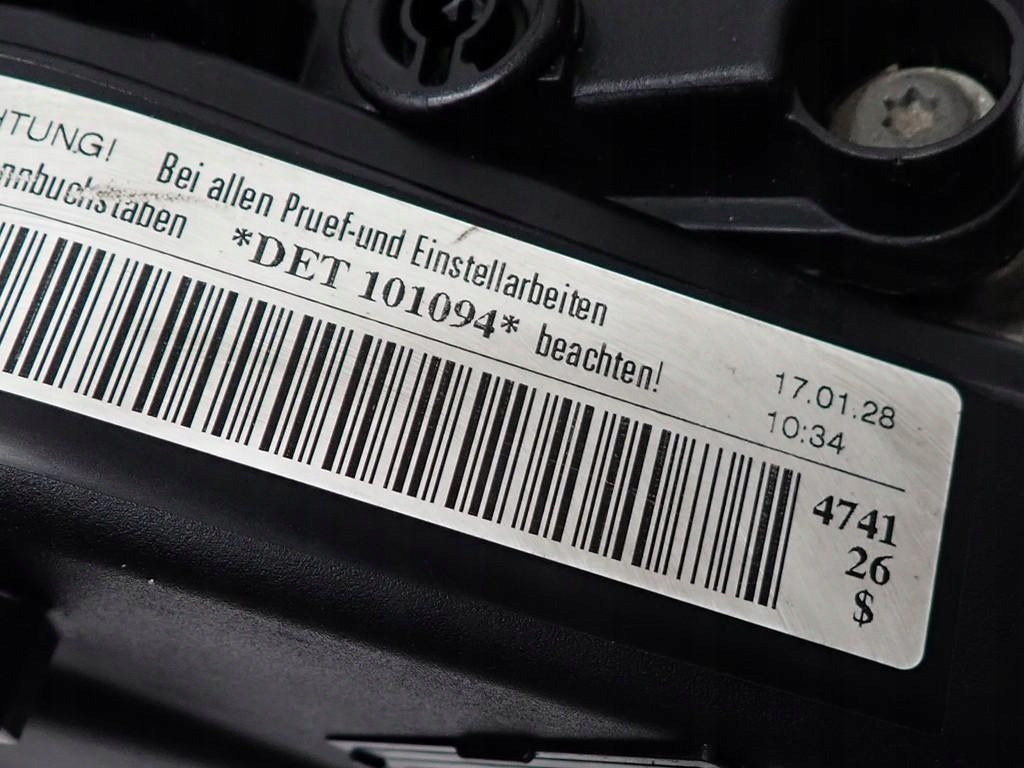 HTUNG! Bei allen Pruef-und Einstellarbeiten
nnbuchstaben *DET 101094* beachten!
17.01.28
10:34
4741
26
$